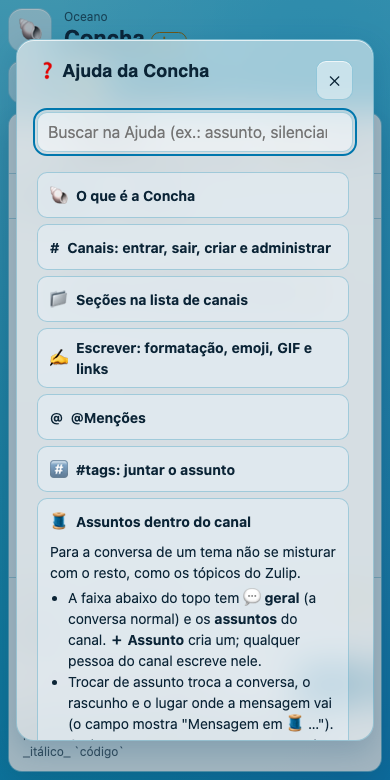 Oceano
Concha
❓ Ajuda da Concha
×
Buscar na Ajuda (ex.: assunto, silenciar
🐚 O que é a Concha
# Canais: entrar, sair, criar e administrar
📁 Seções na lista de canais
✍️ Escrever: formatação, emoji, GIF e
links
@ @Menções
#️⃣ #tags: juntar o assunto
🧵 Assuntos dentro do canal
Para a conversa de um tema não se misturar
com o resto, como os tópicos do Zulip.
• A faixa abaixo do topo tem 💬 geral (a
conversa normal) e os assuntos do
canal. + Assunto cria um; qualquer
pessoa do canal escreve nele.
• Trocar de assunto troca a conversa, o
rascunho e o lugar onde a mensagem vai
(o campo mostra "Mensagem em 🧵 …").
_itálico_ `código`